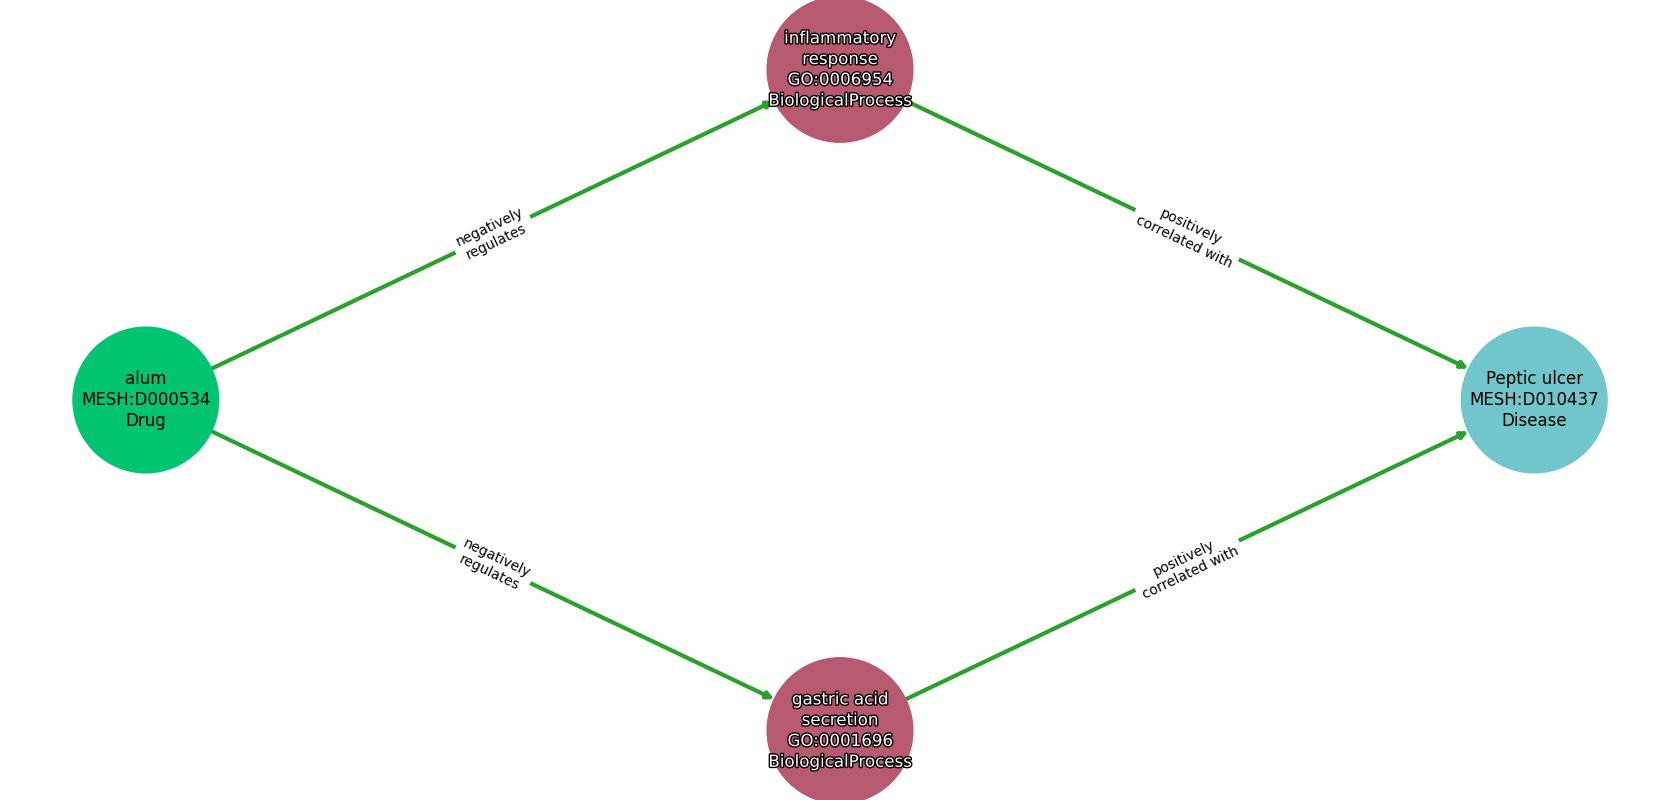 inflammatory
response
GO:0006954
BiologicalProcess
negatively
regulates
positively
correlated with
alum
MESH:D000534
Drug
Peptic ulcer
MESH:D010437
Disease
negatively
regulates
positively
correlated with
gastric acid
secretion
GO:0001696
BiologicalProcess